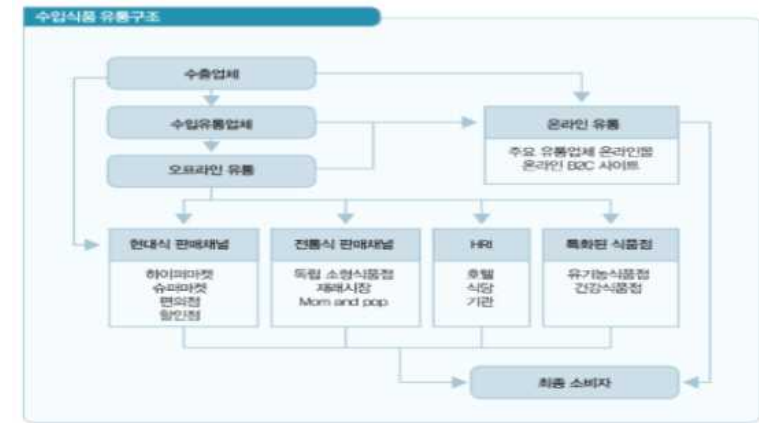 수입식품 유통구조
수출업체
수입유통업체
온라인 유통
주요 유통업체 온라인몰
온라인 B2C 사이트
오프라인 유통
현대식 판매채널
하이퍼마켓
슈퍼마켓
편의점
할인점
전통식 판매채널
독립 소형식품점
재래시장
Mom and pop
HRI
호텔
식당
기관
특화된 식품점
유기농식품점
건강식품점
최종 소비자